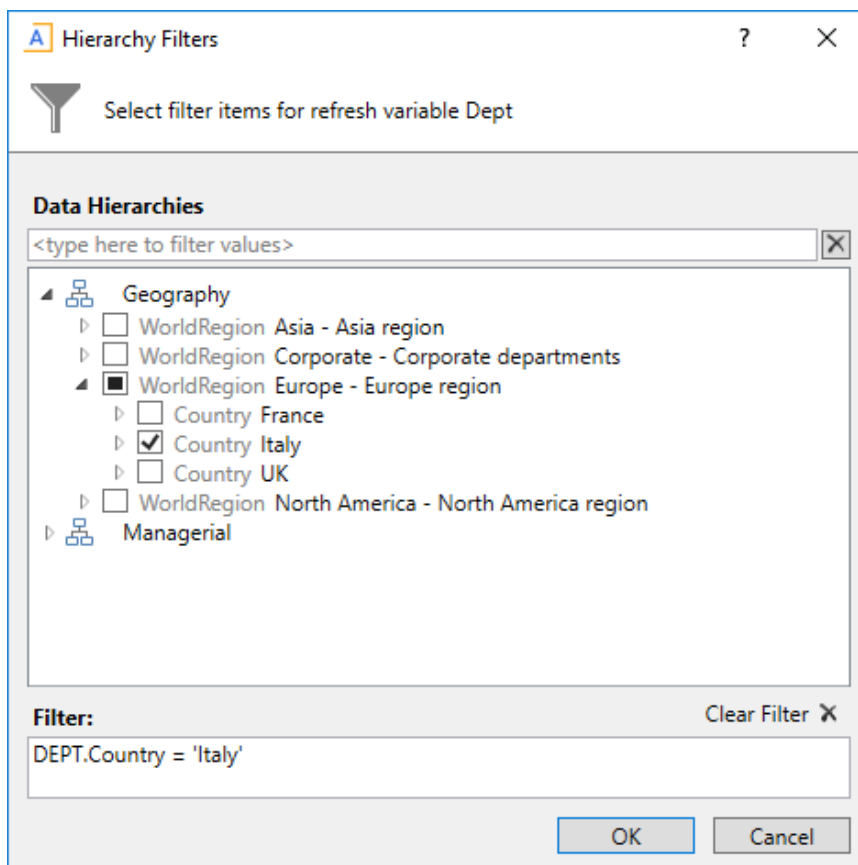 A Hierarchy Filters ?
Select filter items for refresh variable Dept
Data Hierarchies
<type here to filter values>
Geography
WorldRegion Asia - Asia region
WorldRegion Corporate - Corporate departments
WorldRegion Europe - Europe region
Country France
Country Italy
Country UK
WorldRegion North America - North America region
Managerial
Filter: Clear Filter
DEPT.Country = 'Italy'
OK Cancel